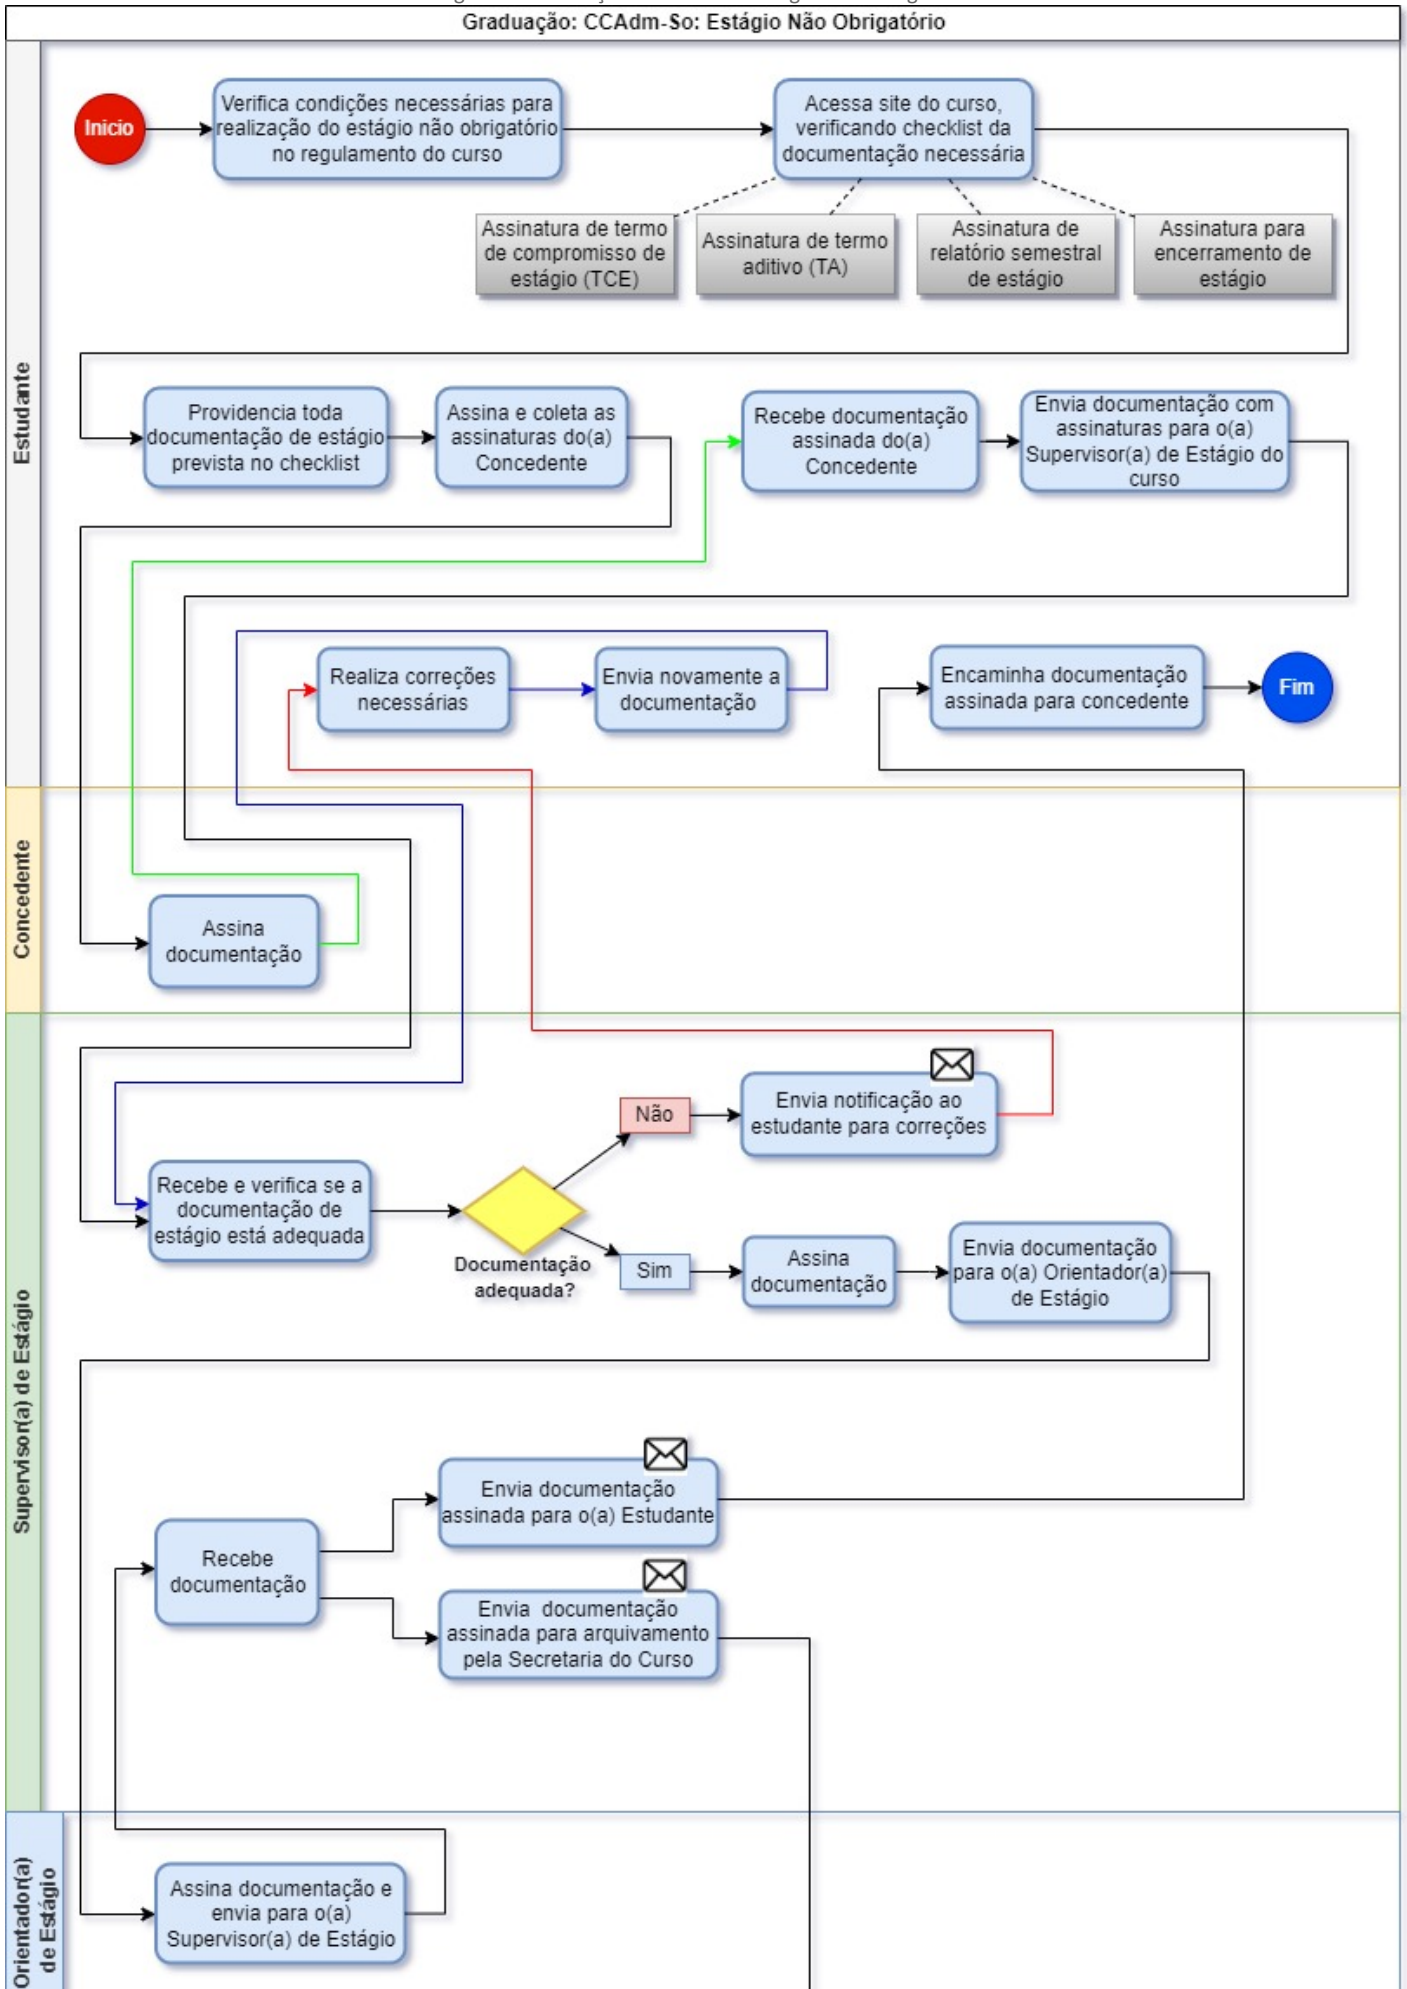 Graduação: CCAdm-So: Estágio Não Obrigatório
Estudante
Inicio
Verifica condições necessárias para
realização do estágio não obrigatório
no regulamento do curso
Acessa site do curso,
verificando checklist da
documentação necessária
Assinatura de termo
de compromisso de
estágio (TCE)
Assinatura de termo
aditivo (TA)
Assinatura de
relatório semestral
de estágio
Assinatura para
encerramento de
estágio
Providencia toda
documentação de estágio
prevista no checklist
Assina e coleta as
assinaturas do(a)
Concedente
Recebe documentação
assinada do(a)
Concedente
Envia documentação com
assinaturas para o(a)
Supervisor(a) de Estágio do
curso
Realiza correções
necessárias
Envia novamente a
documentação
Encaminha documentação
assinada para concedente
Fim
Concedente
Assina
documentação
Supervisor(a) de Estágio
Recebe e verifica se a
documentação de
estágio está adequada
Documentação
adequada?
Não
Envia notificação ao
estudante para correções
Sim
Assina
documentação
Envia documentação
para o(a) Orientador(a)
de Estágio
Recebe
documentação
Envia documentação
assinada para o(a) Estudante
Envia  documentação
assinada para arquivamento
pela Secretaria do Curso
Orientador(a)
de Estágio
Assina documentação e
envia para o(a)
Supervisor(a) de Estágio